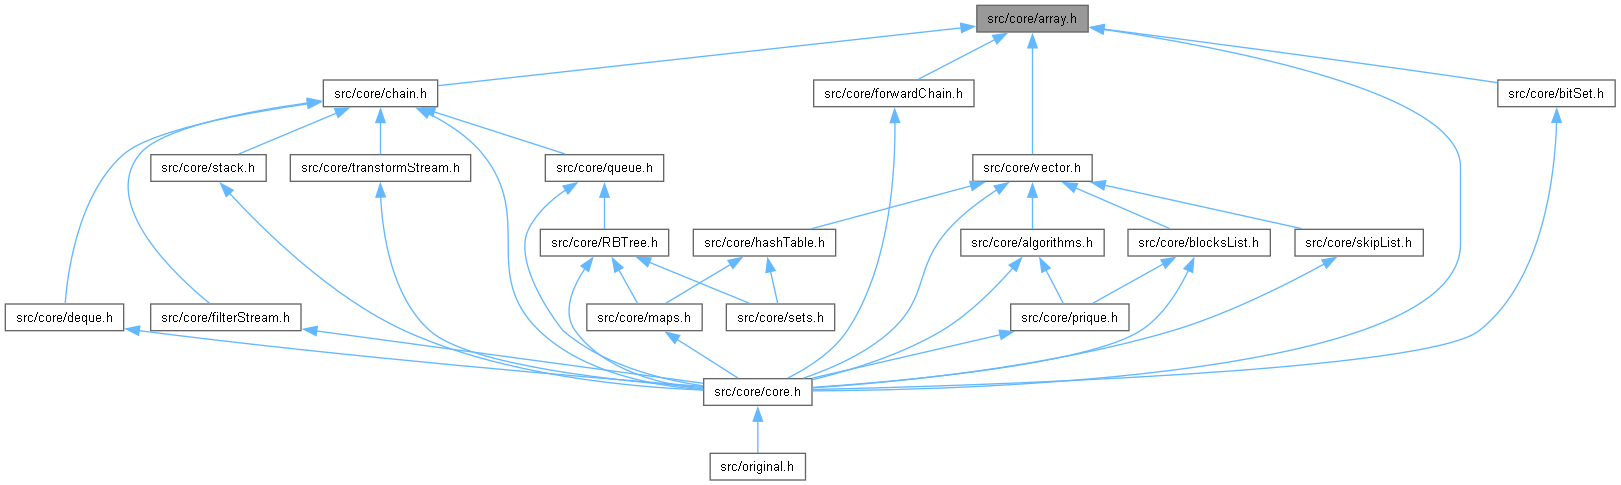 src/core/array.h
src/core/chain.h
src/core/forwardChain.h
src/core/bitSet.h
src/core/stack.h
src/core/transformStream.h
src/core/queue.h
src/core/vector.h
src/core/RBTree.h
src/core/hashTable.h
src/core/algorithms.h
src/core/blocksList.h
src/core/skipList.h
src/core/deque.h
src/core/filterStream.h
src/core/maps.h
src/core/sets.h
src/core/prique.h
src/core/core.h
src/original.h